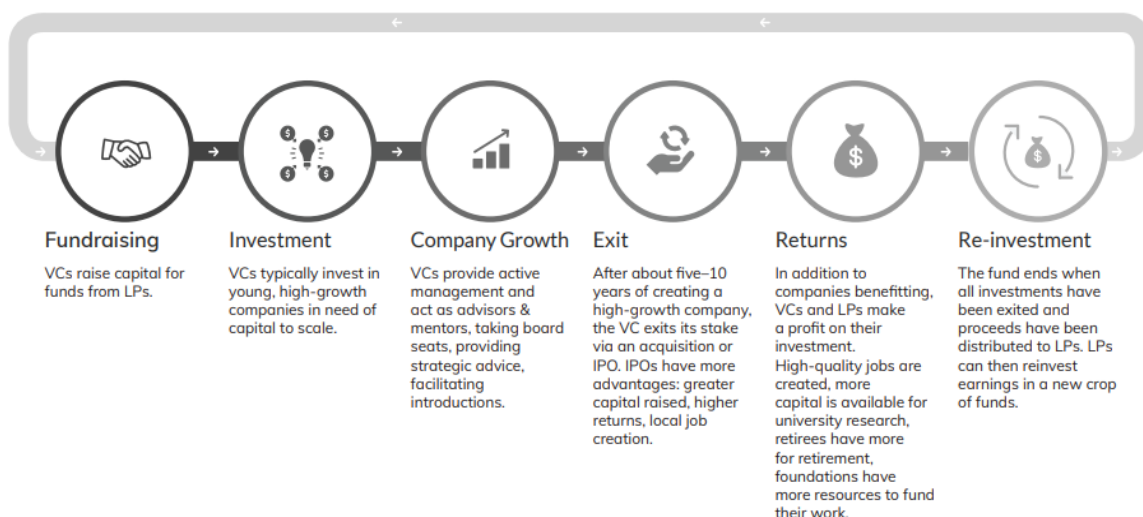 Fundraising
VCs raise capital for
funds from LPs.
Investment
VCs typically invest in
young, high-growth
companies in need of
capital to scale.
Company Growth
VCs provide active
management and
act as advisors &
mentors, taking board
seats, providing
strategic advice,
facilitating
introductions.
Exit
After about five–10
years of creating a
high-growth company,
the VC exits its stake
via an acquisition or
IPO. IPOs have more
advantages: greater
capital raised, higher
returns, local job
creation.
Returns
In addition to
companies benefitting,
VCs and LPs make
a profit on their
investment.
High-quality jobs are
created, more
capital is available for
university research,
retirees have more
for retirement,
foundations have
more resources to fund
their work.
Re-investment
The fund ends when
all investments have
been exited and
proceeds have been
distributed to LPs. LPs
can then reinvest
earnings in a new crop
of funds.